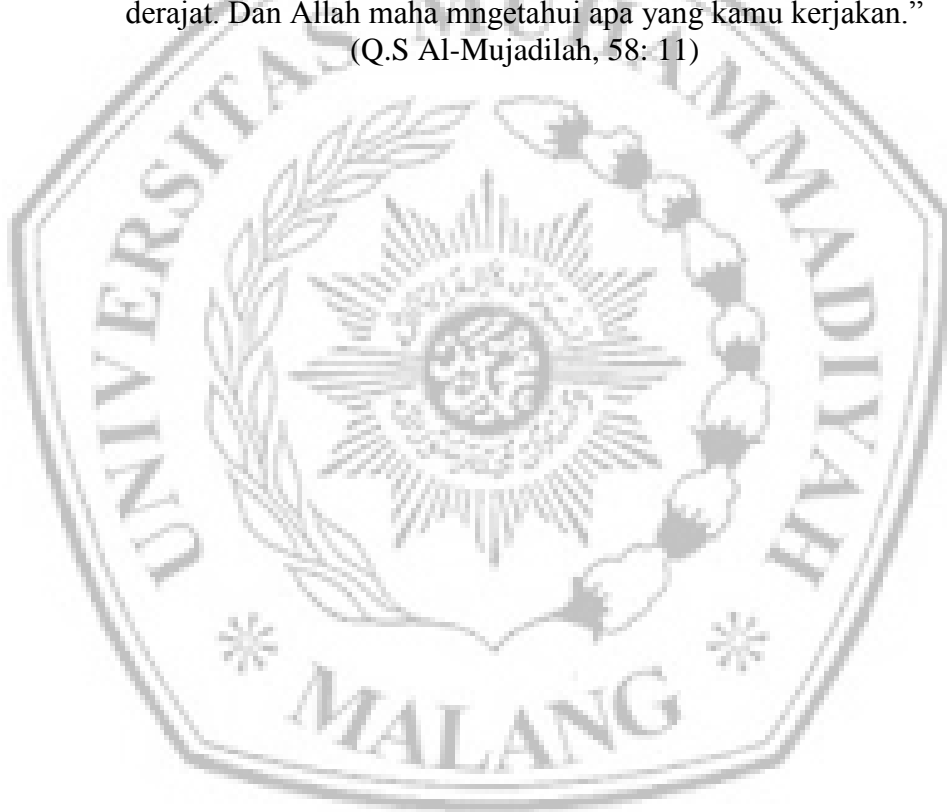 derajat. Dan Allah maha mngetahui apa yang kamu kerjakan.”
(Q.S Al-Mujadilah, 58: 11)
UNIVERSITAS MUHAMMADIYAH
MALANG